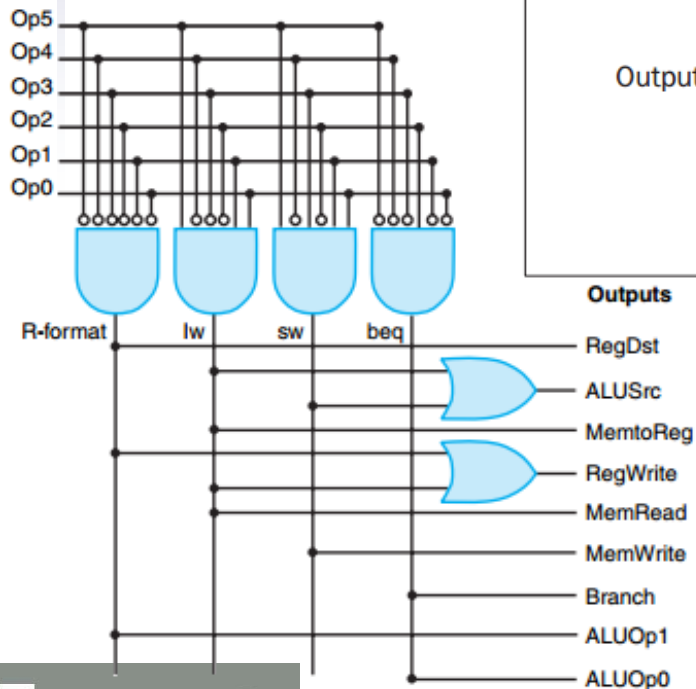 Op5
Op4
Op3
Op2
Op1
Op0
Output
Outputs
R-format lw sw beq
RegDst
ALUSrc
MemtoReg
RegWrite
MemRead
MemWrite
Branch
ALUOp1
ALUOp0